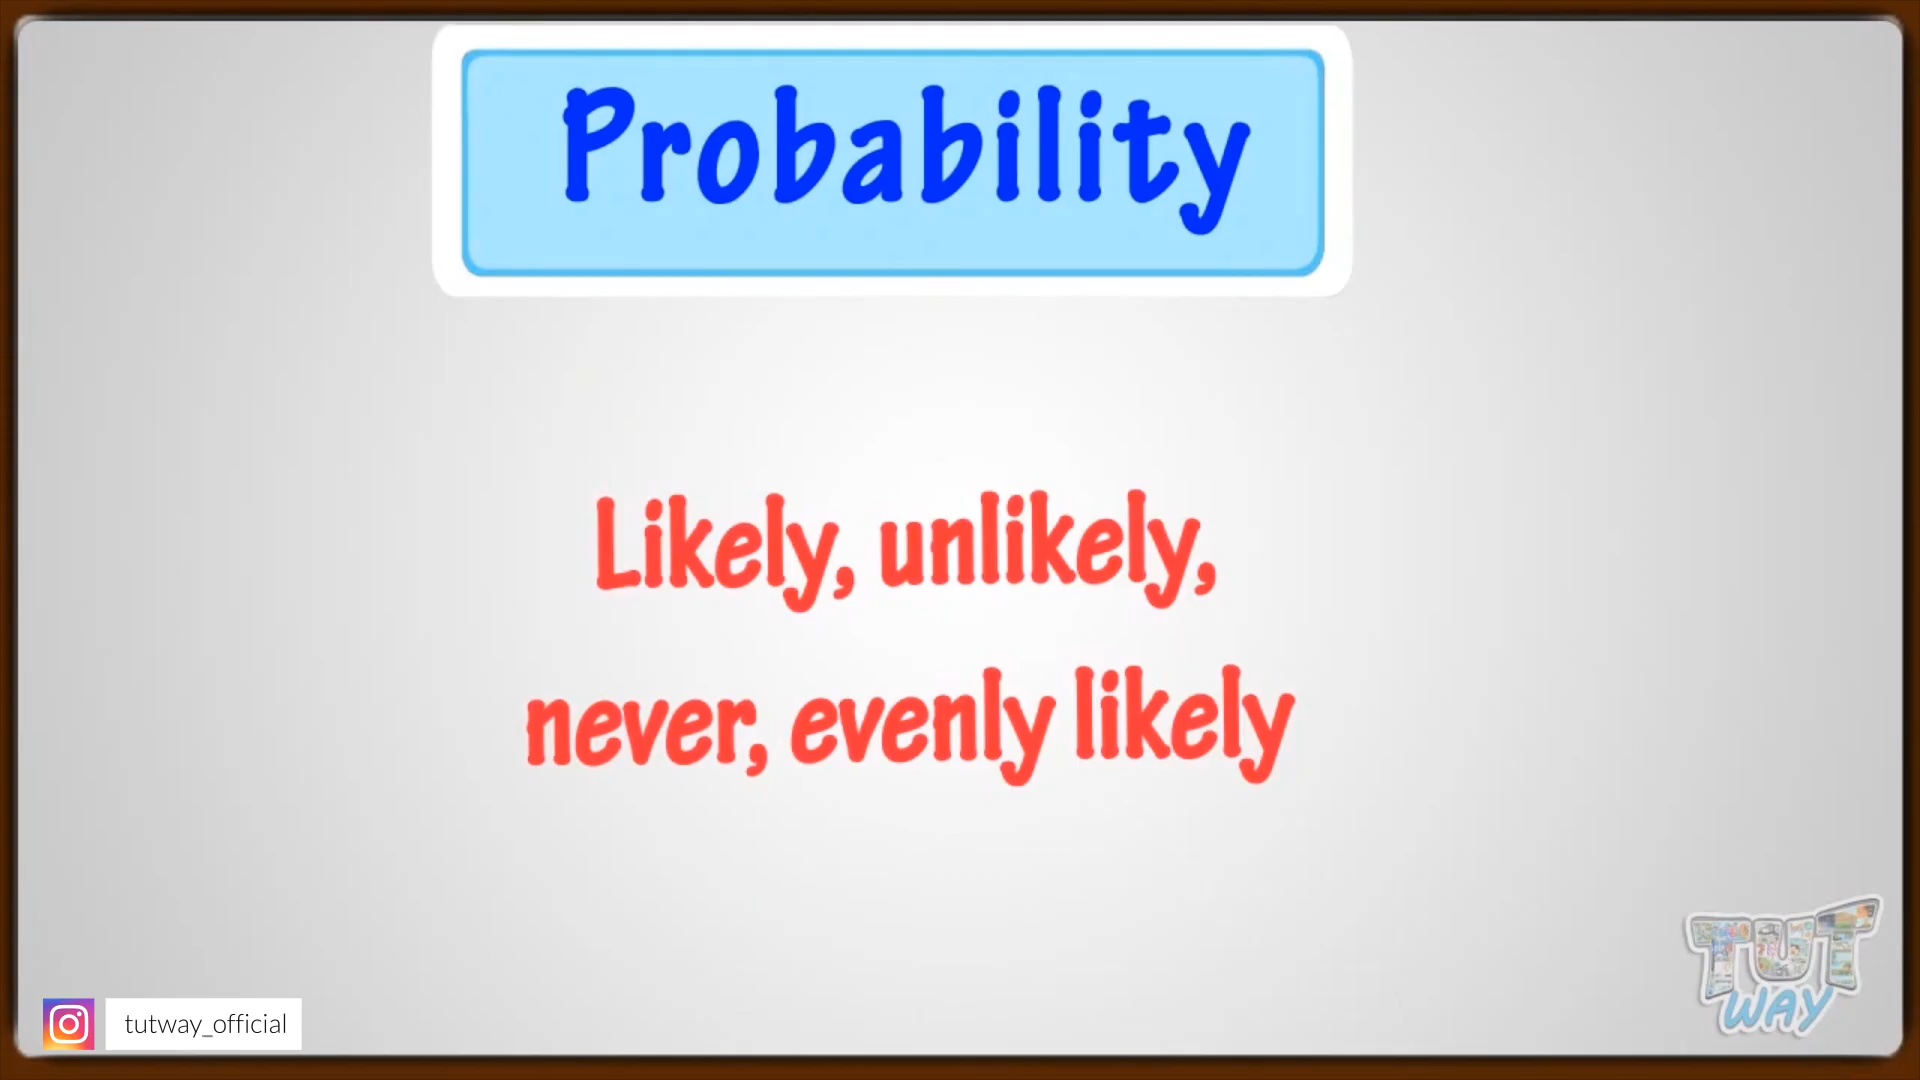 Probability
Likely, unlikely,
never, evenly likely
TUT
WAY
tutway_official